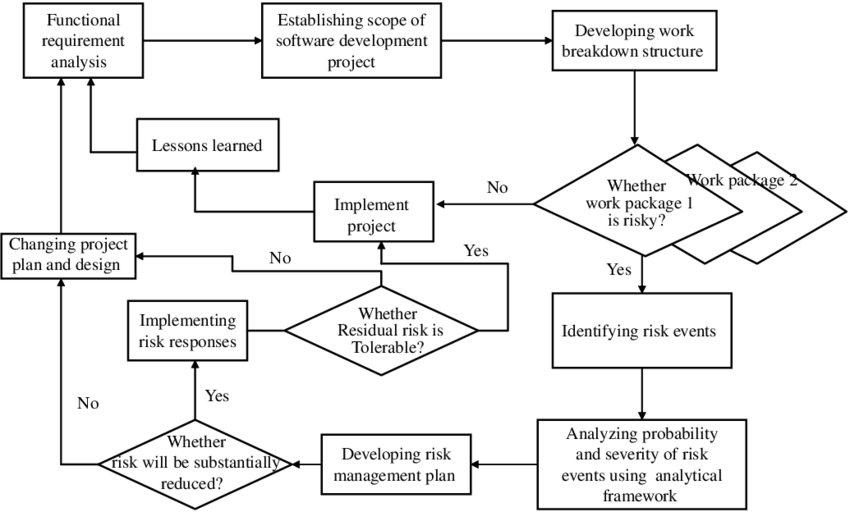 Functional
requirement
analysis
Establishing scope of
software development
project
Developing work
breakdown structure
Lessons learned
Implement
project
No
Whether
work package 1
is risky?
Work package 2
Yes
Yes
Changing project
plan and design
No
Implementing
risk responses
Whether
Residual risk is
Tolerable?
Identifying risk events
No
Yes
Whether
risk will be substantially
reduced?
Developing risk
management plan
Analyzing probability
and severity of risk
events using analytical
framework